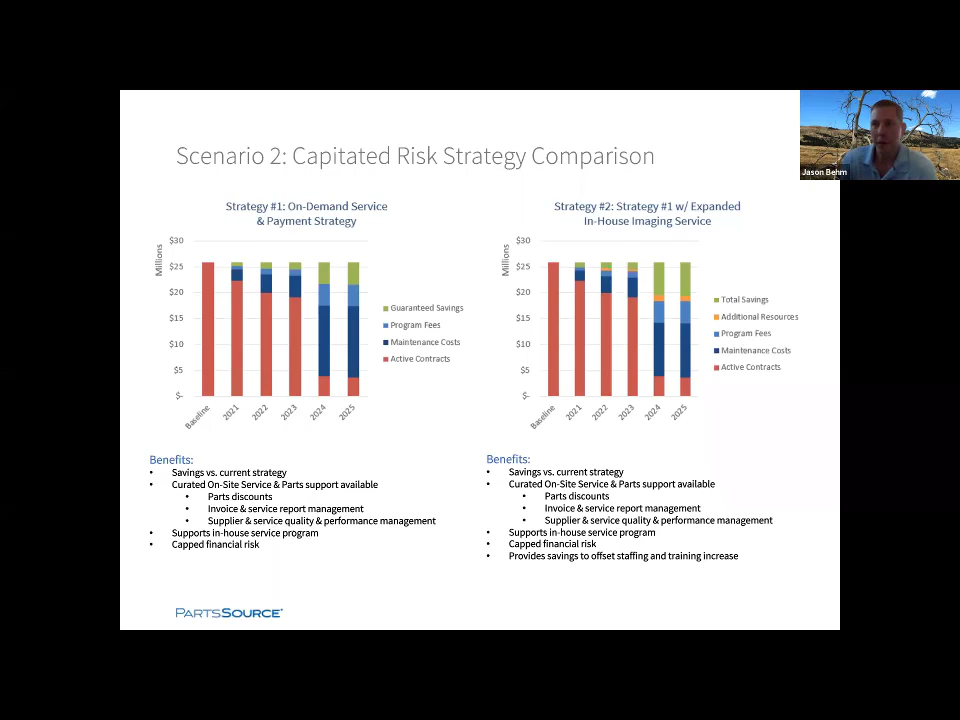 Jason Behm
Scenario 2: Capitated Risk Strategy Comparison
Strategy #1: On-Demand Service
& Payment Strategy
Millions
$30
$25
$20
$15
$10
$5
$-
Baseline
2021
2022
2023
2024
2025
Guaranteed Savings
Program Fees
Maintenance Costs
Active Contracts
Strategy #2: Strategy #1 w/ Expanded
In-House Imaging Service
Millions
$30
$25
$20
$15
$10
$5
$-
Baseline
2021
2022
2023
2024
2025
Total Savings
Additional Resources
Program Fees
Maintenance Costs
Active Contracts
Benefits:
• Savings vs. current strategy
• Curated On-Site Service & Parts support available
• Parts discounts
• Invoice & service report management
• Supplier & service quality & performance management
• Supports in-house service program
• Capped financial risk
Benefits:
• Savings vs. current strategy
• Curated On-Site Service & Parts support available
• Parts discounts
• Invoice & service report management
• Supplier & service quality & performance management
• Supports in-house service program
• Capped financial risk
• Provides savings to offset staffing and training increase
PARTSSOURCE